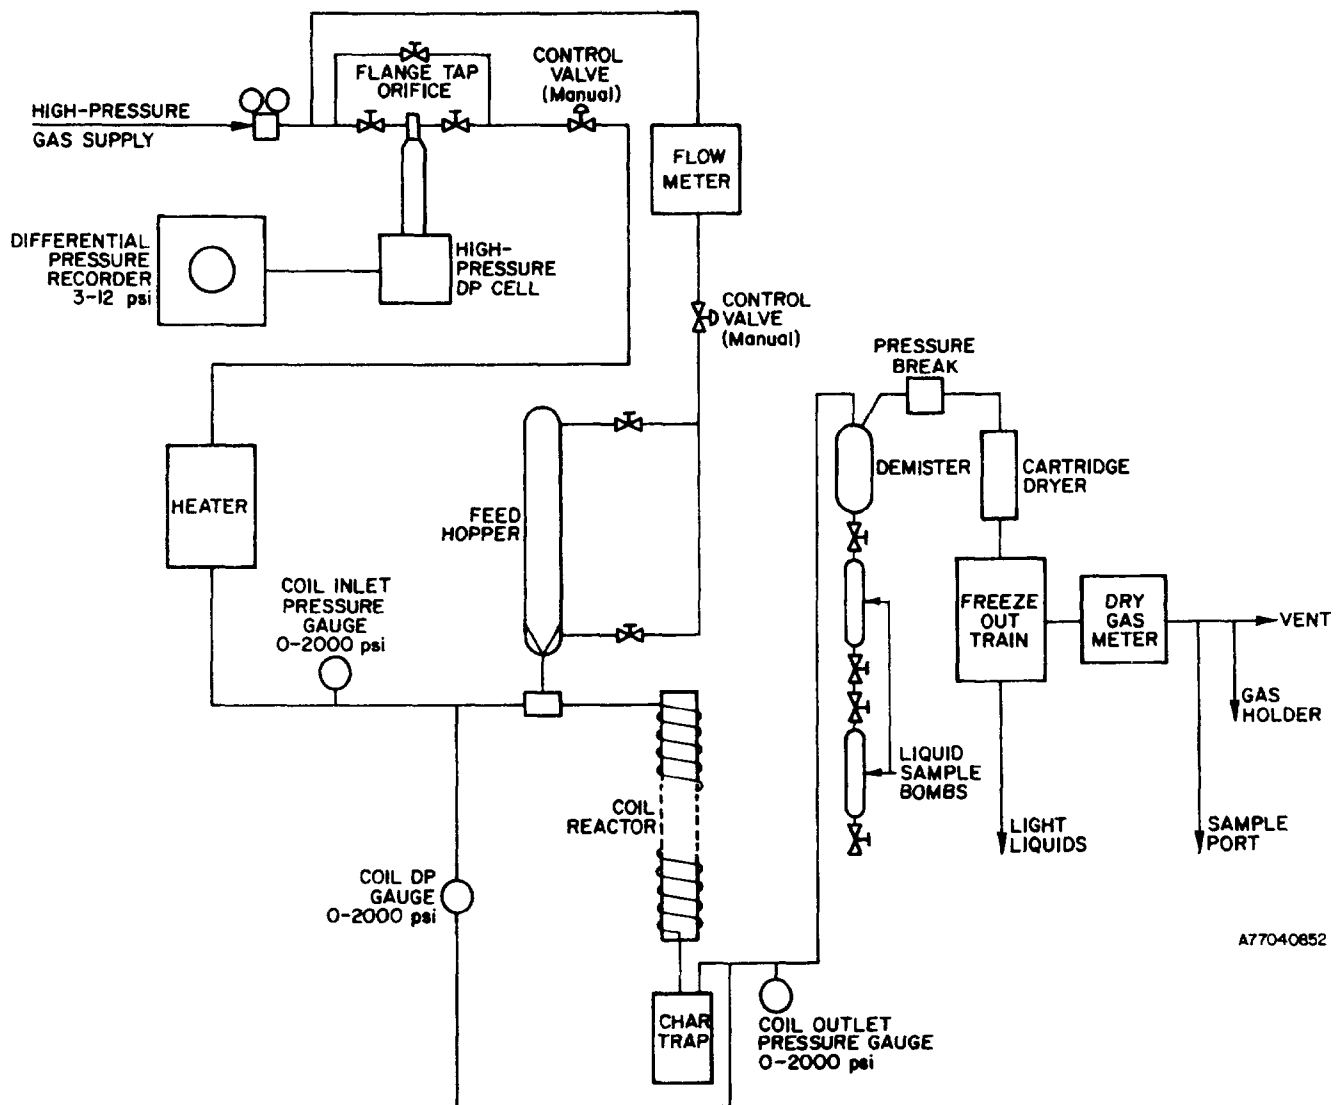 HIGH-PRESSURE
GAS SUPPLY
FLANGE TAP
ORIFICE
CONTROL
VALVE
(Manual)
FLOW
METER
DIFFERENTIAL
PRESSURE
RECORDER
3-12 psi
HIGH-
PRESSURE
DP CELL
CONTROL
VALVE
(Manual)
PRESSURE
BREAK
HEATER
FEED
HOPPER
DEMISTER
CARTRIDGE
DRYER
COIL INLET
PRESSURE
GAUGE
0-2000 psi
FREEZE
OUT
TRAIN
DRY
GAS
METER
VENT
GAS
HOLDER
LIQUID
SAMPLE
BOMBS
COIL
REACTOR
LIGHT
LIQUIDS
SAMPLE
PORT
COIL DP
GAUGE
0-2000 psi
CHAR
TRAP
COIL OUTLET
PRESSURE GAUGE
0-2000 psi
A77040852